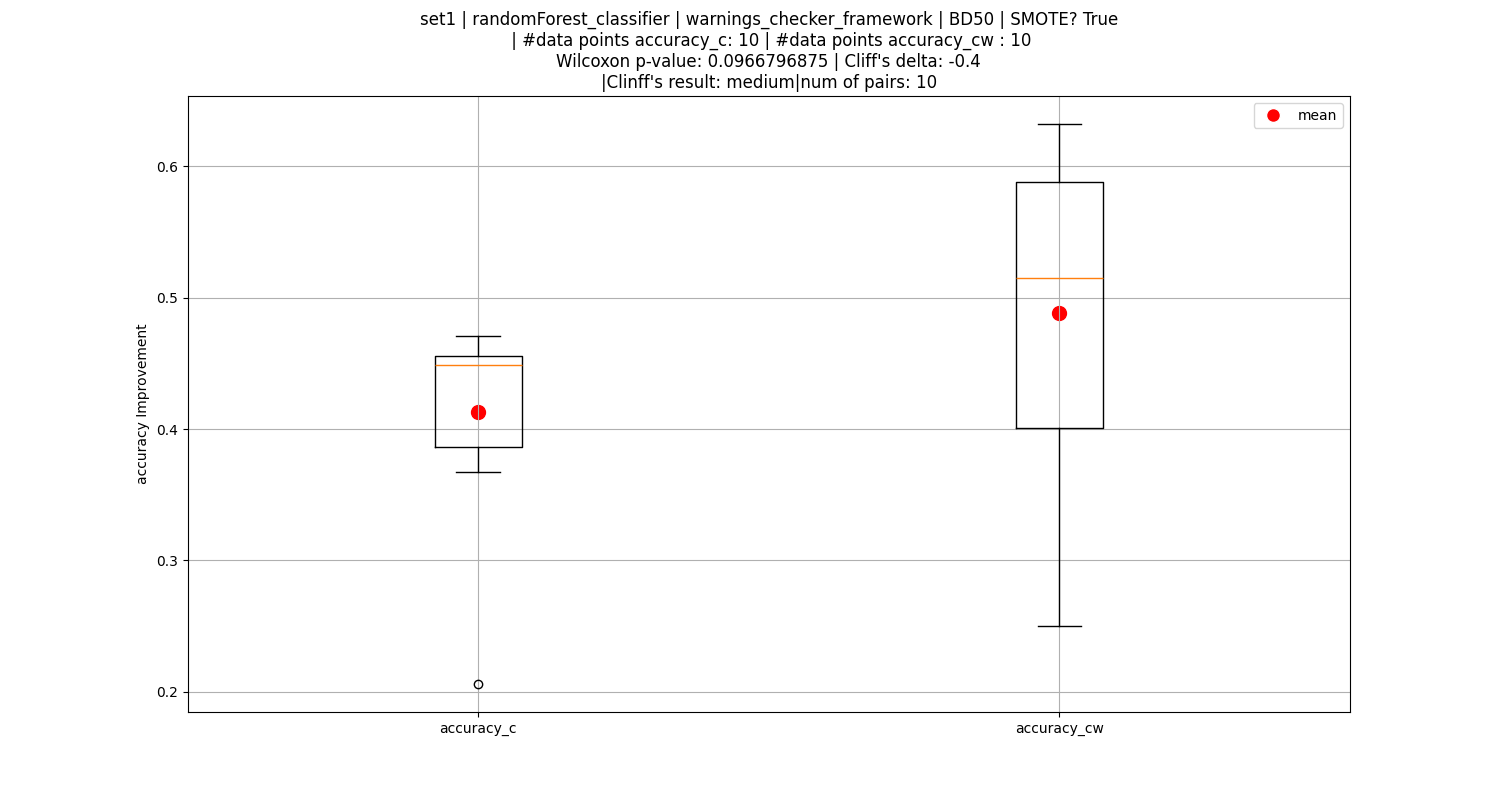 set1 | randomForest_classifier | warnings_checker_framework | BD50 | SMOTE? True
| #data points accuracy_c: 10 | #data points accuracy_cw : 10
Wilcoxon p-value: 0.0966796875 | Cliff's delta: -0.4
|Clinff's result: medium|num of pairs: 10
mean
accuracy Improvement
0.6
0.5
0.4
0.3
0.2
accuracy_c
accuracy_cw